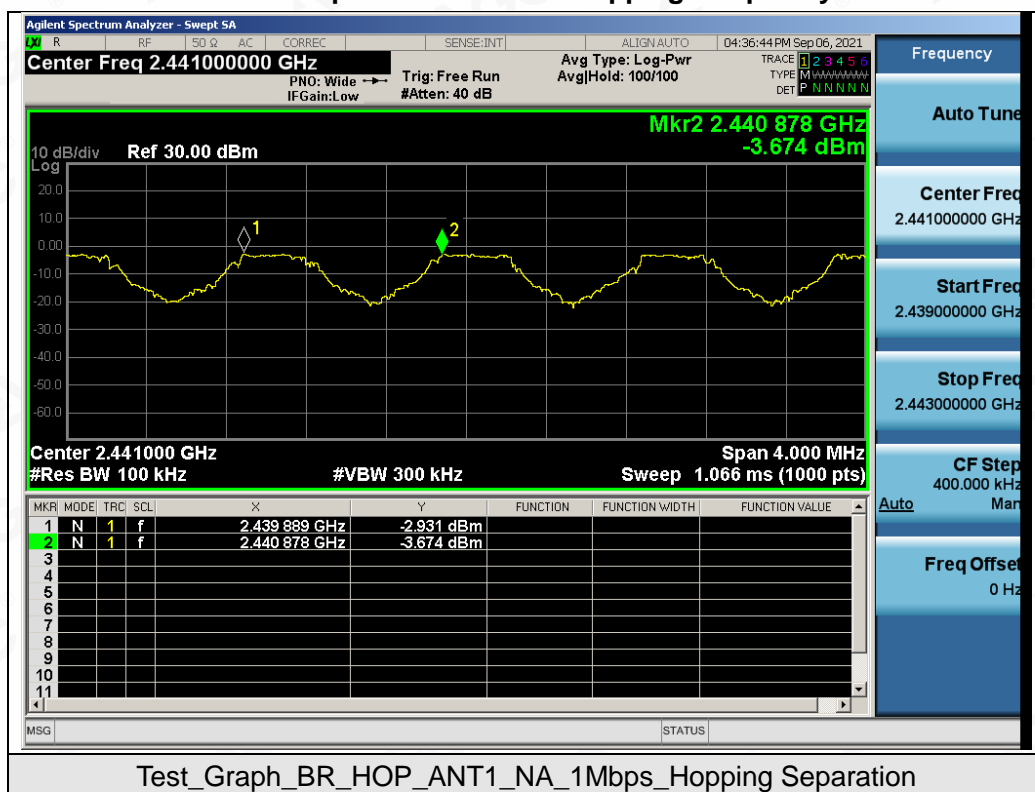 Agilent Spectrum Analyzer - Swept SA
LXI R RF 50 Ω AC CORREC SENSE:INT ALIGN AUTO 04:36:44 PM Sep 06, 2021
Center Freq 2.441000000 GHz
PNO: Wide
IFGain:Low
Trig: Free Run
#Atten: 40 dB
Avg Type: Log-Pwr
Avg|Hold: 100/100
TRACE 1 2 3 4 5 6
TYPE M
DET P N N N N N
Mkr2 2.440 878 GHz
-3.674 dBm
10 dB/div Ref 30.00 dBm
Log
20.0
10.0
0.00
-10.0
-20.0
-30.0
-40.0
-50.0
-60.0
1
2
Center 2.441000 GHz Span 4.000 MHz
#Res BW 100 kHz #VBW 300 kHz Sweep 1.066 ms (1000 pts)
MKR MODE TRC SCL X Y FUNCTION FUNCTION WIDTH FUNCTION VALUE
1 N 1 f 2.439 889 GHz -2.931 dBm
2 N 1 f 2.440 878 GHz -3.674 dBm
3
4
5
6
7
8
9
10
11
MSG STATUS
Frequency
Auto Tune
Center Freq
2.441000000 GHz
Start Freq
2.439000000 GHz
Stop Freq
2.443000000 GHz
CF Step
400.000 kHz
Auto Man
Freq Offset
0 Hz
Test_Graph_BR_HOP_ANT1_NA_1Mbps_Hopping Separation